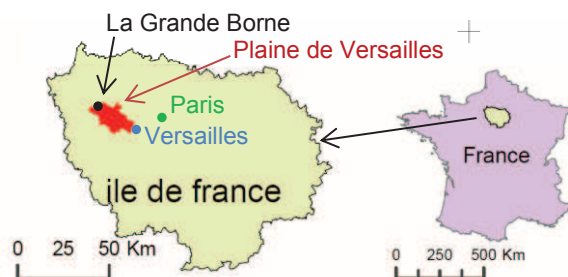 La Grande Borne
Plaine de Versailles
Paris
Versailles
France
ile de france
0 25 50 Km
0 250 500 Km